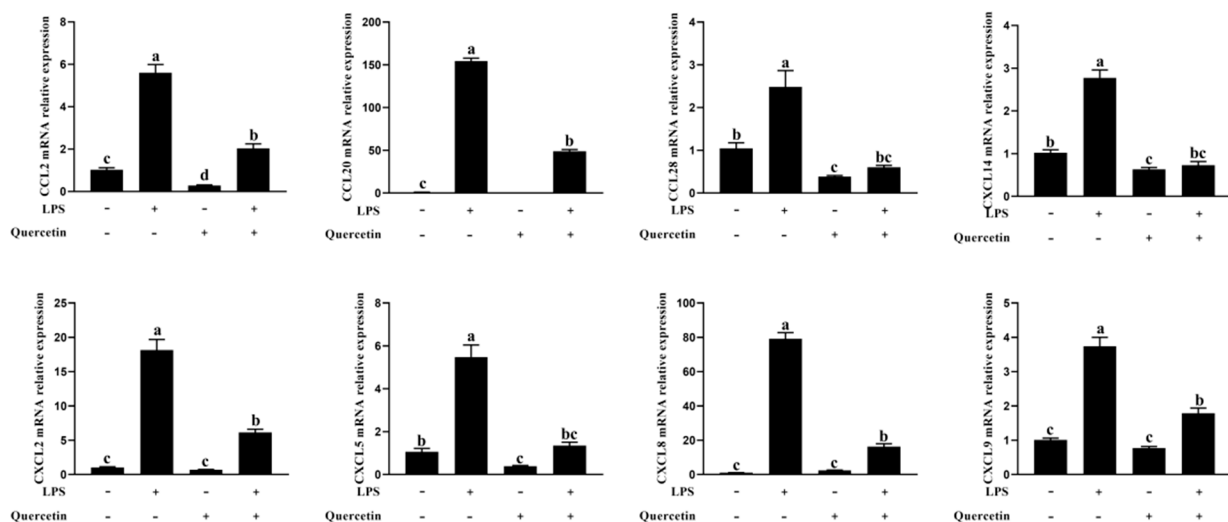 CCL2 mRNA relative expression
8
6
4
2
0
c
a
d
b
LPS - + - +
Quercetin - - + +
CCL20 mRNA relative expression
200
150
100
50
0
c
a
b
LPS - + - +
Quercetin - - + +
CCL28 mRNA relative expression
4
3
2
1
0
b
a
c
bc
LPS - + - +
Quercetin - - + +
CXCL14 mRNA relative expression
4
3
2
1
0
b
a
c
bc
LPS - + - +
Quercetin - - + +
CXCL2 mRNA relative expression
25
20
15
10
5
0
c
a
c
b
LPS - + - +
Quercetin - - + +
CXCL5 mRNA relative expression
8
6
4
2
0
b
a
c
bc
LPS - + - +
Quercetin - - + +
CXCL8 mRNA relative expression
100
80
60
40
20
0
c
a
c
b
LPS - + - +
Quercetin - - + +
CXCL9 mRNA relative expression
5
4
3
2
1
0
c
a
c
b
LPS - + - +
Quercetin - - + +